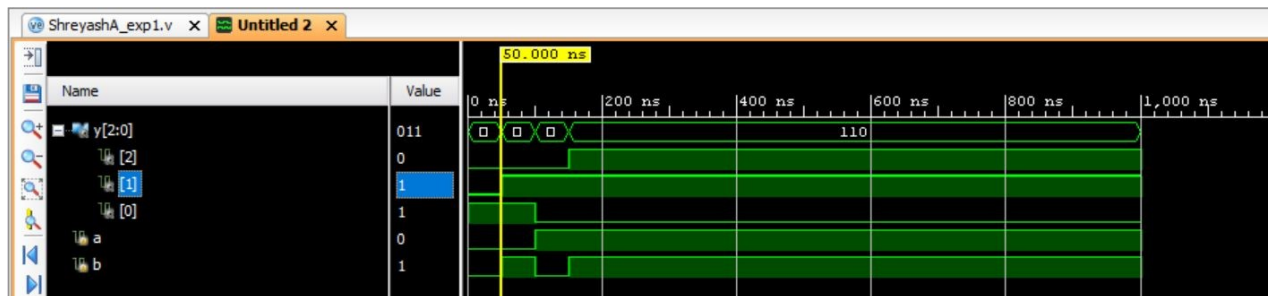 ShreyashA_exp1.v
Untitled 2
50.000 ns
Name Value
0 ns 200 ns 400 ns 600 ns 800 ns 1,000 ns
y[2:0] 011 110
[2] 0
[1] 1
[0] 1
a 0
b 1